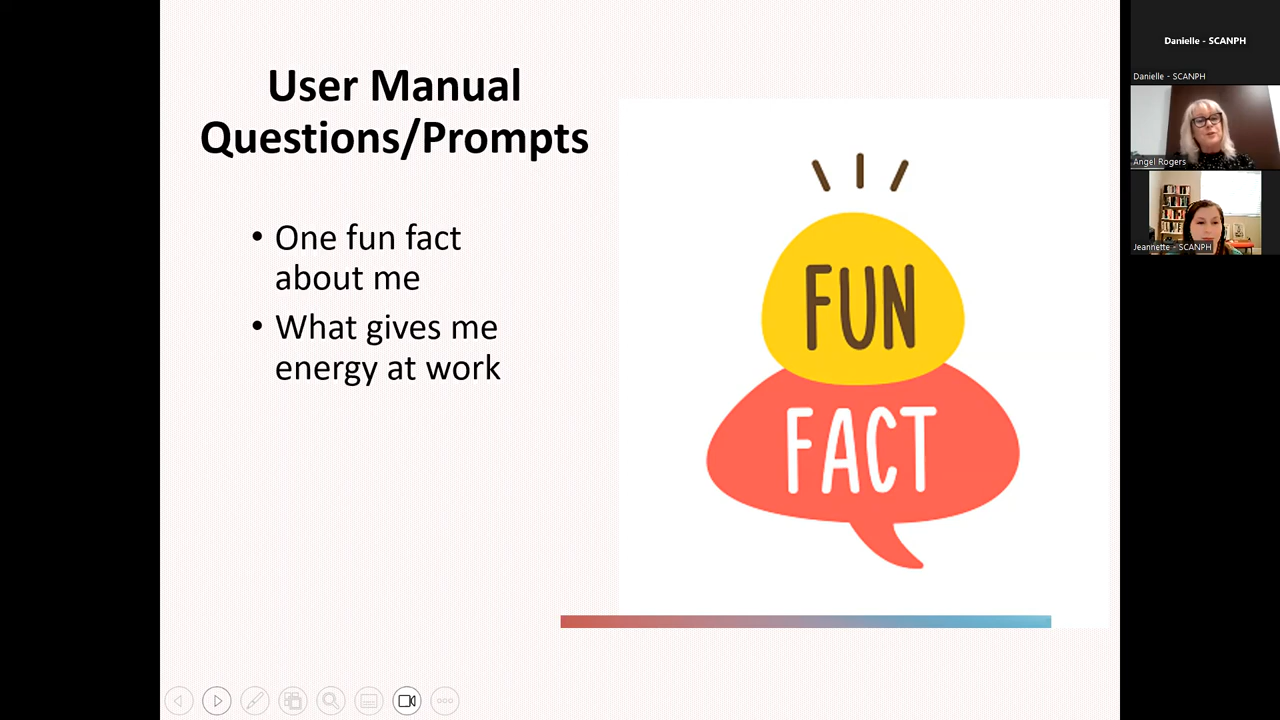 User Manual
Questions/Prompts
• One fun fact
about me
• What gives me
energy at work
FUN
FACT
Danielle - SCANPH
Danielle - SCANPH
Angel Rogers
Jeannette - SCANPH